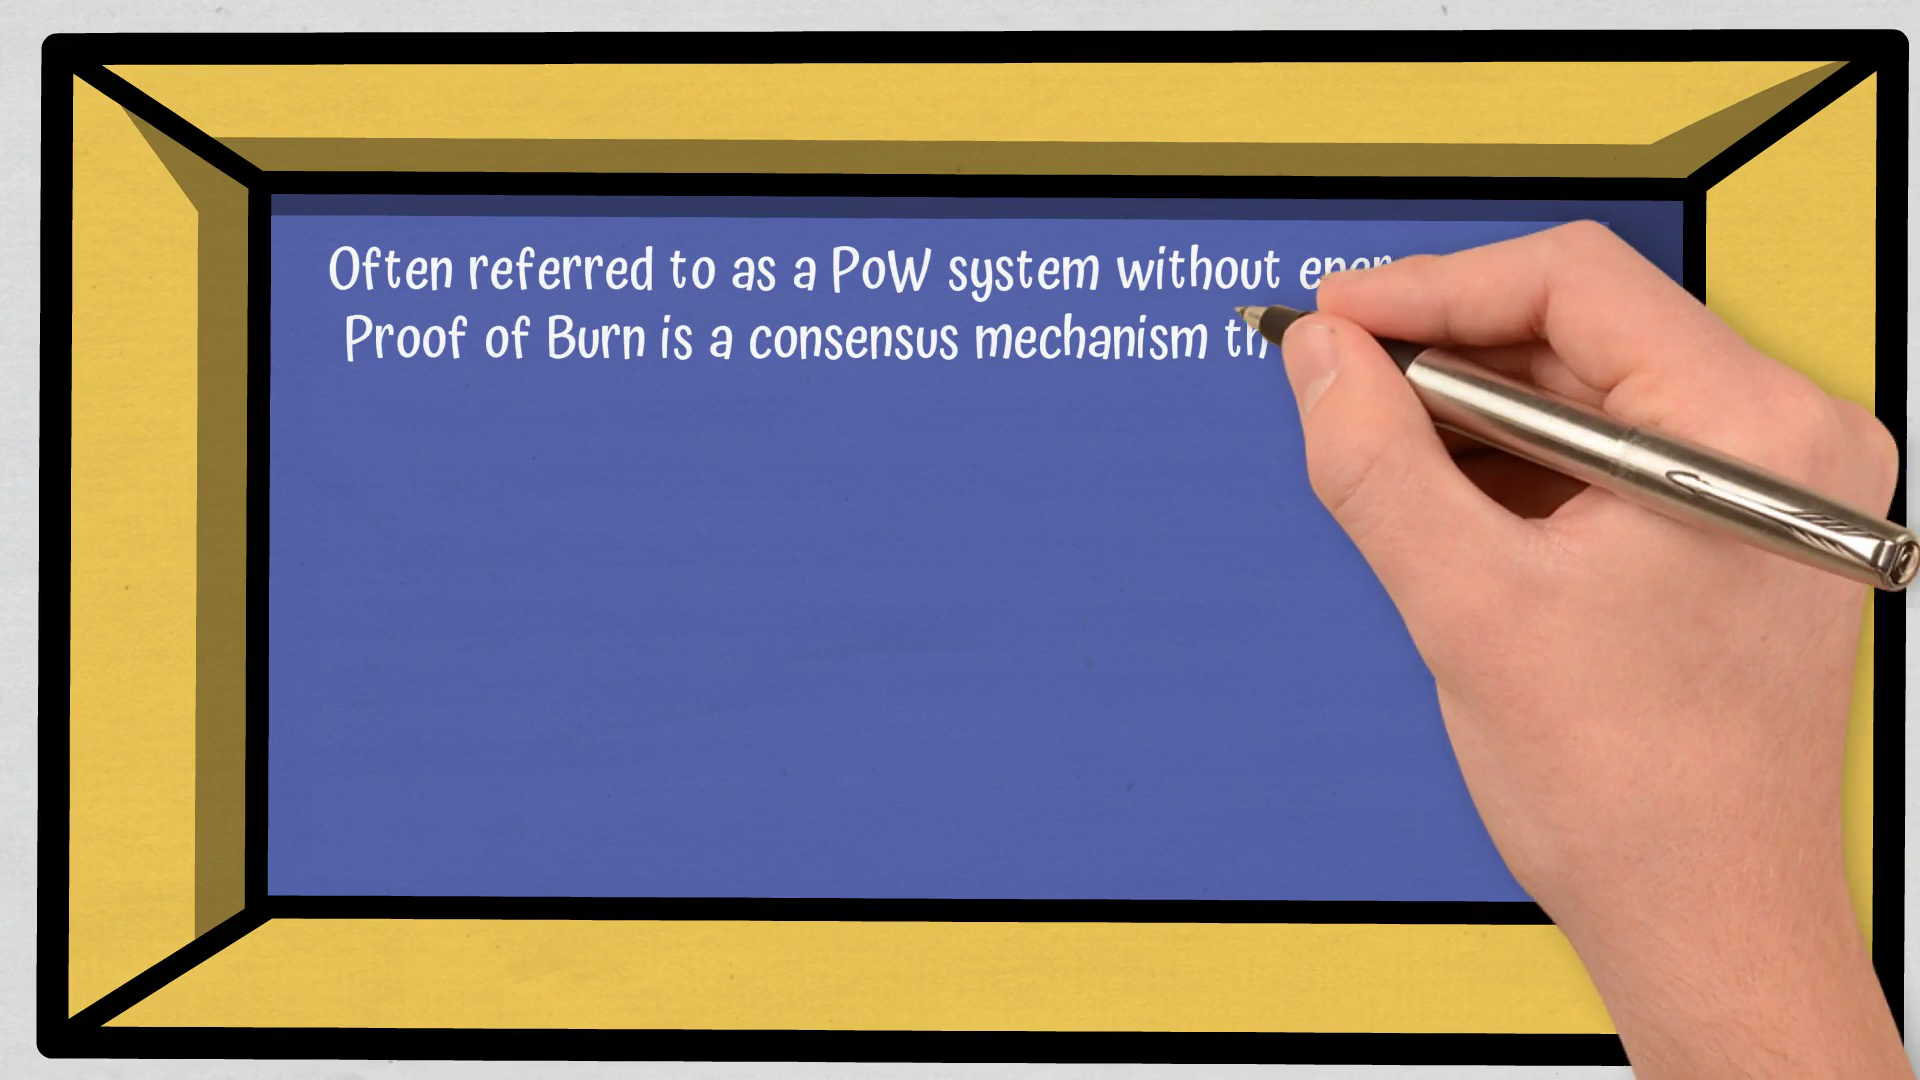 Often referred to as a PoW system without
Proof of Burn is a consensus mechanism